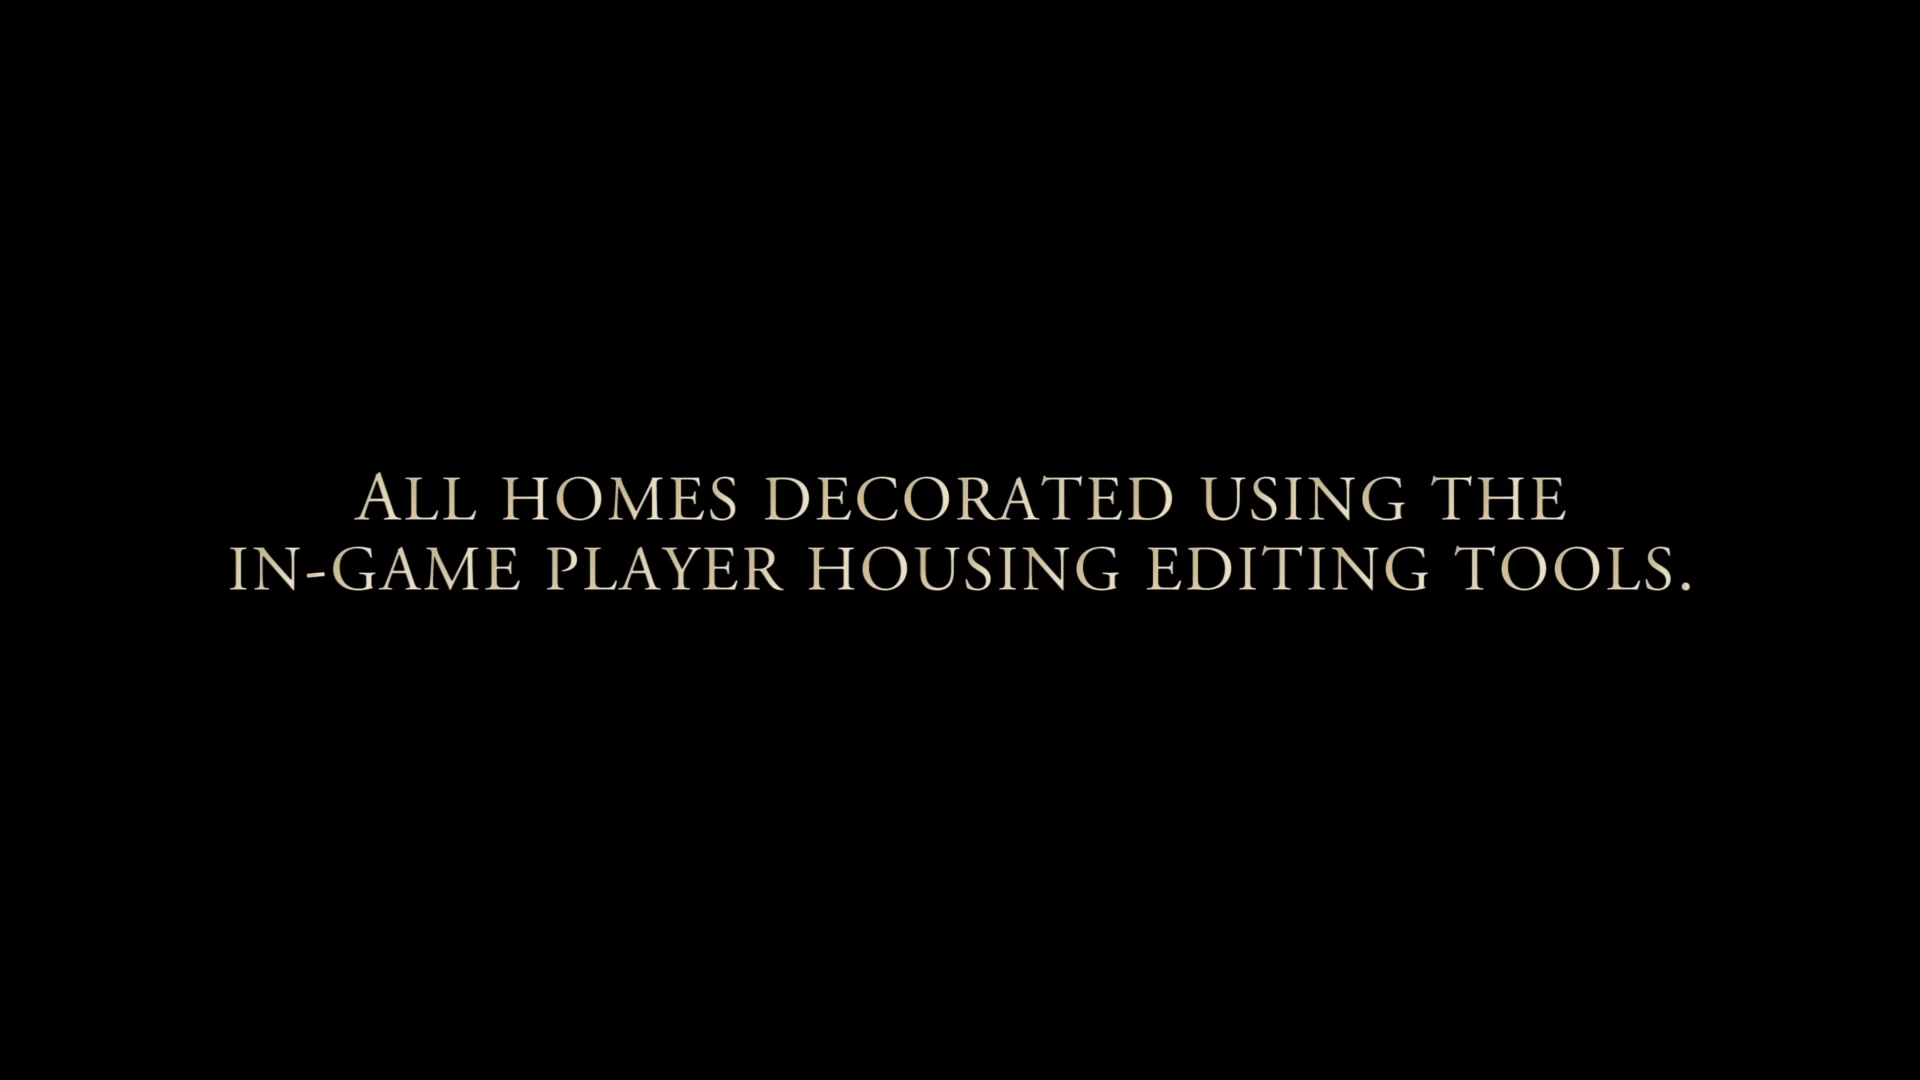 All homes decorated using the
in-game player housing editing tools.